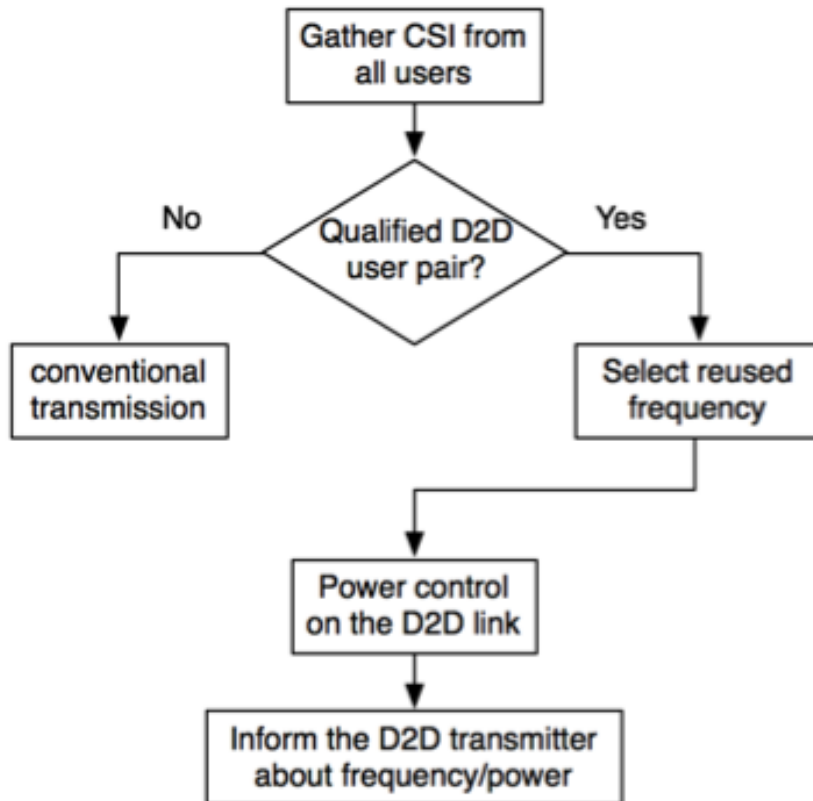 Gather CSI from
all users
No
Yes
Qualified D2D
user pair?
conventional
transmission
Select reused
frequency
Power control
on the D2D link
Inform the D2D transmitter
about frequency/power